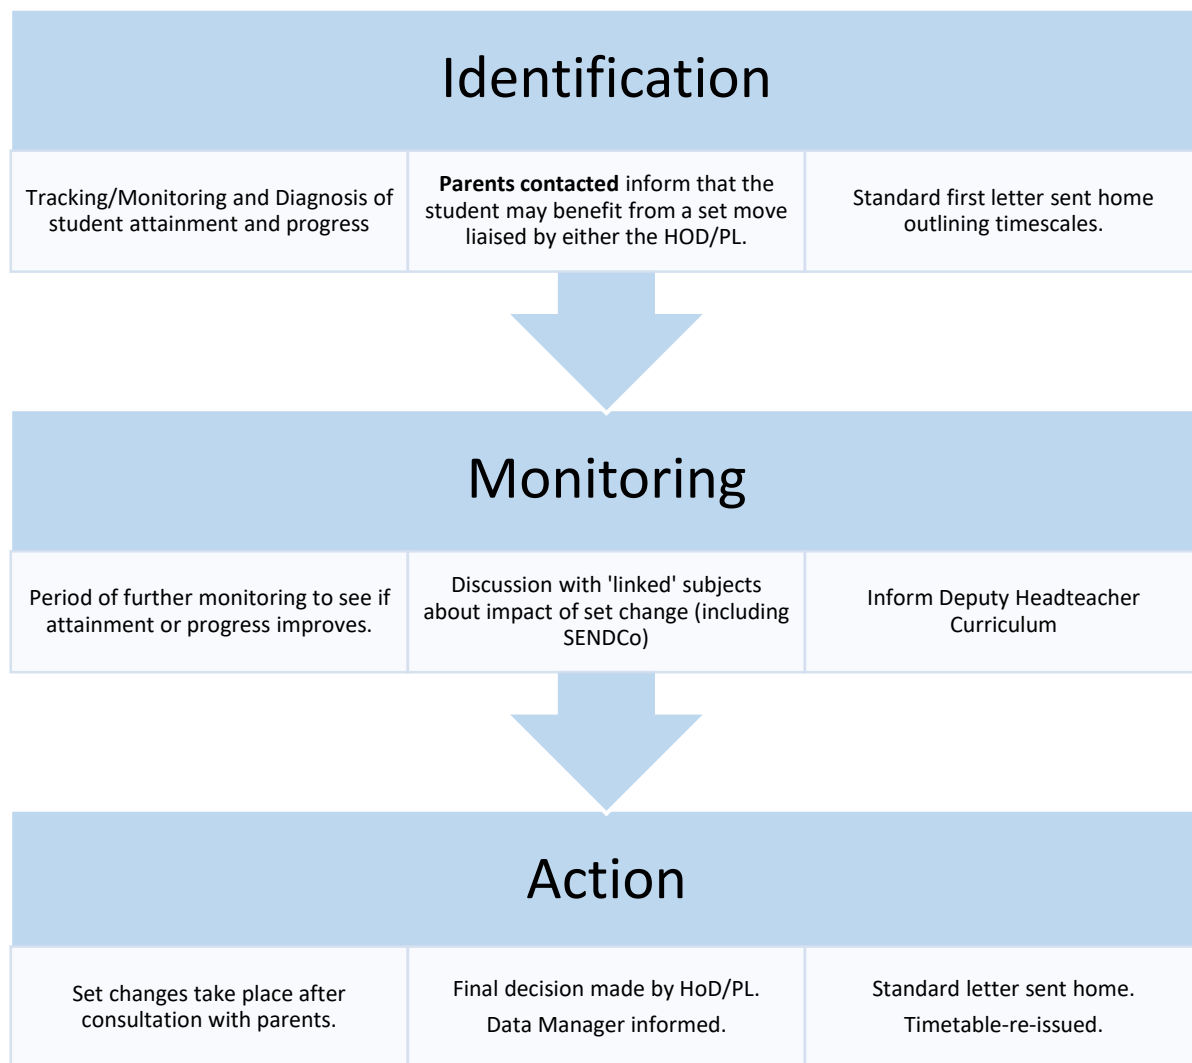 Identification
Tracking/Monitoring and Diagnosis of
student attainment and progress
Parents contacted inform that the
student may benefit from a set move
liaised by either the HOD/PL.
Standard first letter sent home
outlining timescales.
Monitoring
Period of further monitoring to see if
attainment or progress improves.
Discussion with 'linked' subjects
about impact of set change (including
SENDCo)
Inform Deputy Headteacher
Curriculum
Action
Set changes take place after
consultation with parents.
Final decision made by HoD/PL.
Data Manager informed.
Standard letter sent home.
Timetable-re-issued.